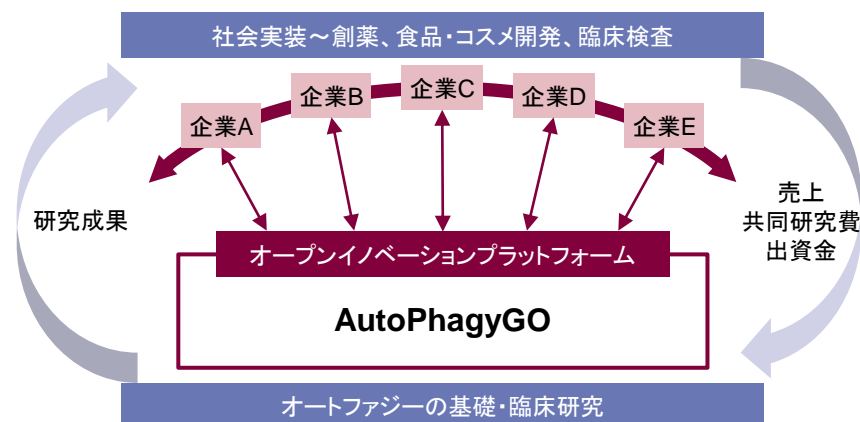 社会実装～創薬、食品・コスメ開発、臨床検査
企業A
企業B
企業C
企業D
企業E
研究成果
売上
共同研究費
出資金
オープンイノベーションプラットフォーム
AutoPhagyGO
オートファジーの基礎・臨床研究